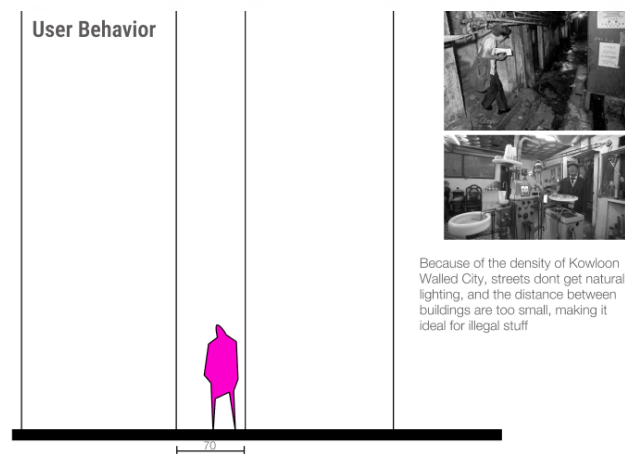 User Behavior
Because of the density of Kowloon
Walled City, streets dont get natural
lighting, and the distance between
buildings are too small, making it
ideal for illegal stuff
70